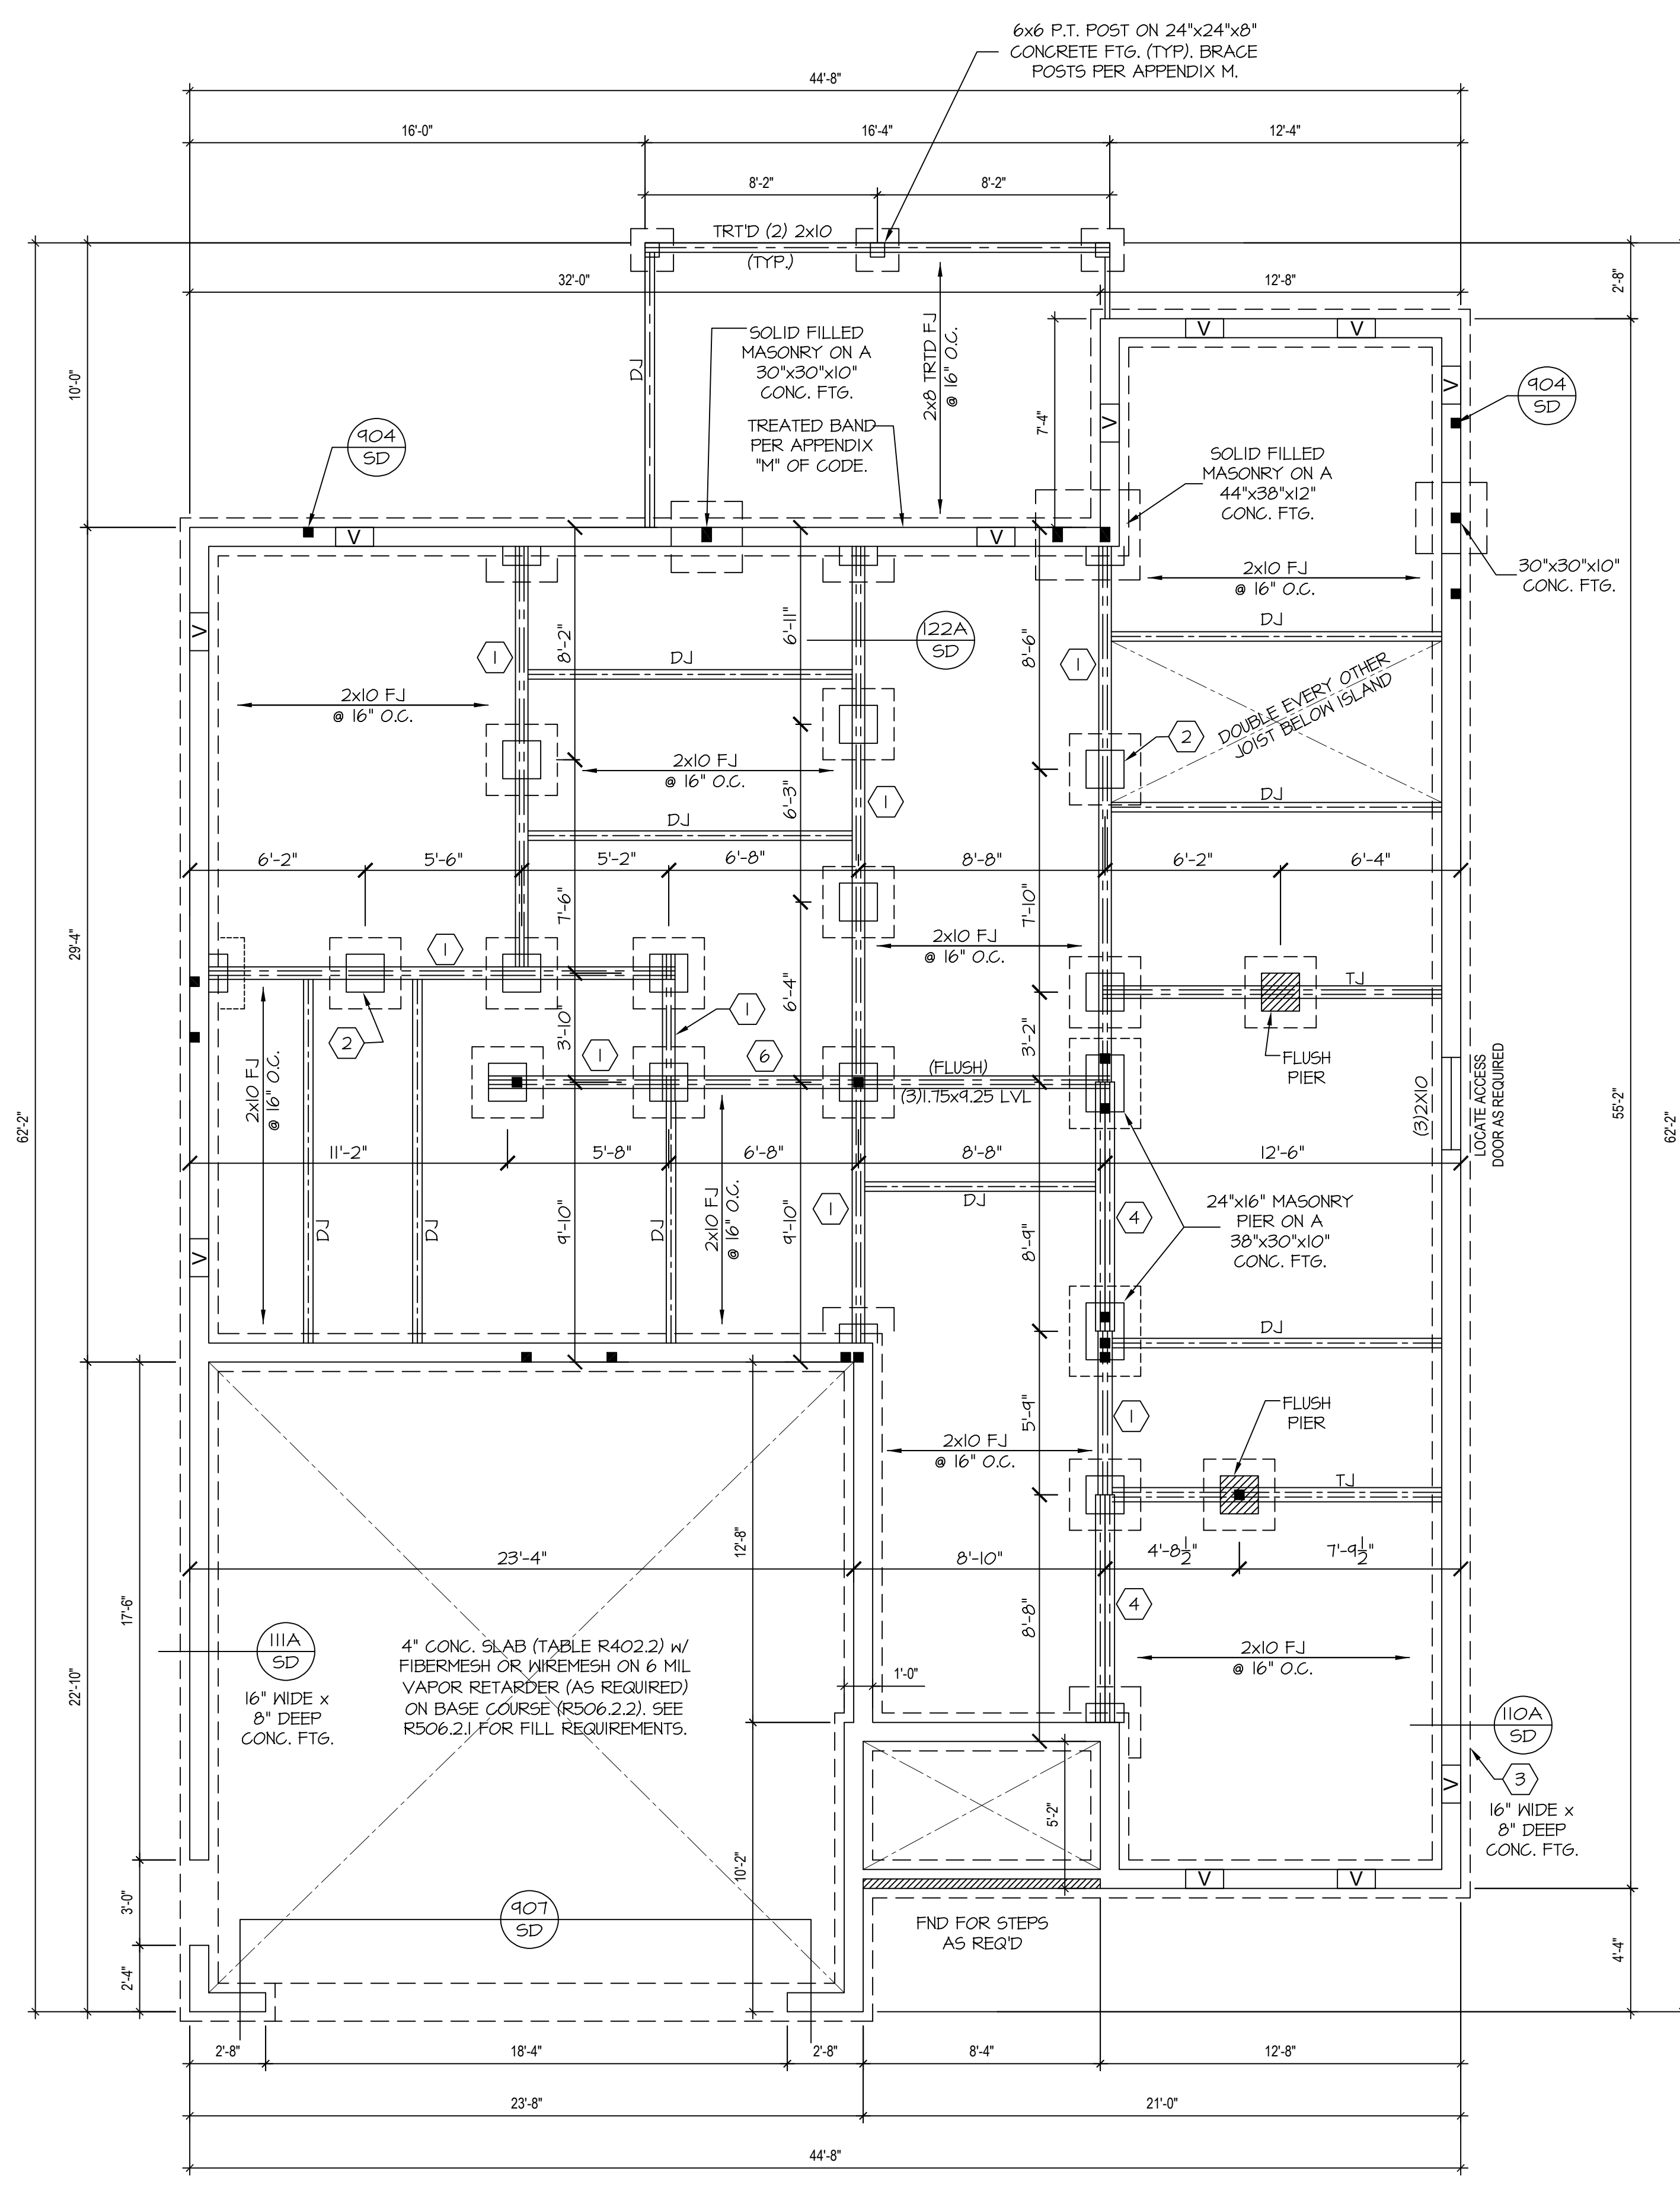 6x6 P.T. POST ON 24"x24"x8"
CONCRETE FTG. (TYP). BRACE
POSTS PER APPENDIX M.
44'-8"
16'-0"
16'-4"
12'-4"
8'-2"
8'-2"
TRT'D (2) 2x10
(TYP.)
32'-0"
12'-8"
2'-8"
10'-0"
DJ
SOLID FILLED
MASONRY ON A
30"x30"x10"
CONC. FTG.
TREATED BAND
PER APPENDIX
"M" OF CODE.
2x8 TRTD FJ
@ 16" O.C.
7'-4"
V
V
V
V
904
SD
904
SD
SOLID FILLED
MASONRY ON A
44"x38"x12"
CONC. FTG.
2x10 FJ
@ 16" O.C.
30"x30"x10"
CONC. FTG.
V
V
V
1
8'-2"
6'-11"
122A
SD
8'-6"
1
DJ
DJ
2x10 FJ
@ 16" O.C.
2x10 FJ
@ 16" O.C.
6'-3"
1
2
DOUBLE EVERY OTHER
JOIST BELOW ISLAND
DJ
DJ
6'-2"
5'-6"
5'-2"
6'-8"
8'-8"
6'-2"
6'-4"
29'-4"
7'-6"
7'-10"
1
2x10 FJ
@ 16" O.C.
6'-4"
TJ
FLUSH
PIER
2
3'-10"
1
1
6
3'-2"
(FLUSH)
(3)1.75x9.25 LVL
2x10 FJ
@ 16" O.C.
(3)2X10
LOCATE ACCESS
DOOR AS REQUIRED
62'-2"
55'-2"
62'-2"
11'-2"
5'-8"
6'-8"
8'-8"
12'-6"
V
DJ
DJ
9'-10"
DJ
2x10 FJ
@ 16" O.C.
9'-10"
1
DJ
8'-9"
4
24"x16" MASONRY
PIER ON A
38"x30"x10"
CONC. FTG.
DJ
5'-9"
1
FLUSH
PIER
2x10 FJ
@ 16" O.C.
TJ
12'-8"
23'-4"
8'-10"
4'-8½"
7'-9½"
17'-6"
22'-10"
8'-8"
4
111A
SD
16" WIDE x
8" DEEP
CONC. FTG.
4" CONC. SLAB (TABLE R402.2) W/
FIBERMESH OR WIREMESH ON 6 MIL
VAPOR RETARDER (AS REQUIRED)
ON BASE COURSE (R506.2.2). SEE
R506.2.1 FOR FILL REQUIREMENTS.
1'-0"
2x10 FJ
@ 16" O.C.
110A
SD
3
16" WIDE x
8" DEEP
CONC. FTG.
V
5'-2"
10'-2"
V
V
3'-0"
907
SD
FND FOR STEPS
AS REQ'D
4'-4"
2'-4"
2'-8"
18'-4"
2'-8"
8'-4"
12'-8"
23'-8"
21'-0"
44'-8"